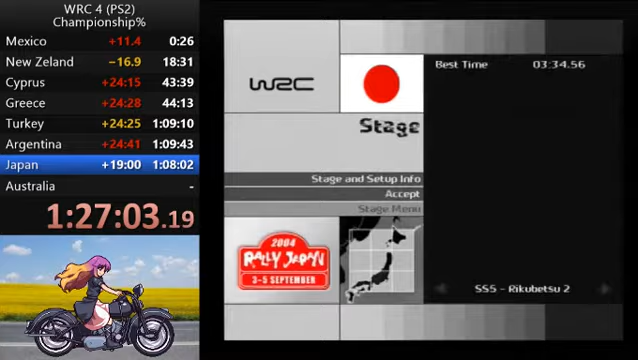 WRC 4 (PS2)
Championship%
Mexico +11.4 0:26
New Zeland −16.9 18:31
Cyprus +24:15 43:39
Greece +24:28 44:13
Turkey +24:25 1:09:10
Argentina +24:41 1:09:43
Japan +19:00 1:08:02
Australia -
1:27:03.19
WRC
Best Time 03:34.56
Stage
Stage and Setup Info
Accept
Stage Menu
2004
RALLY JAPAN
3-5 SEPTEMBER
SS5 - Rikubetsu 2